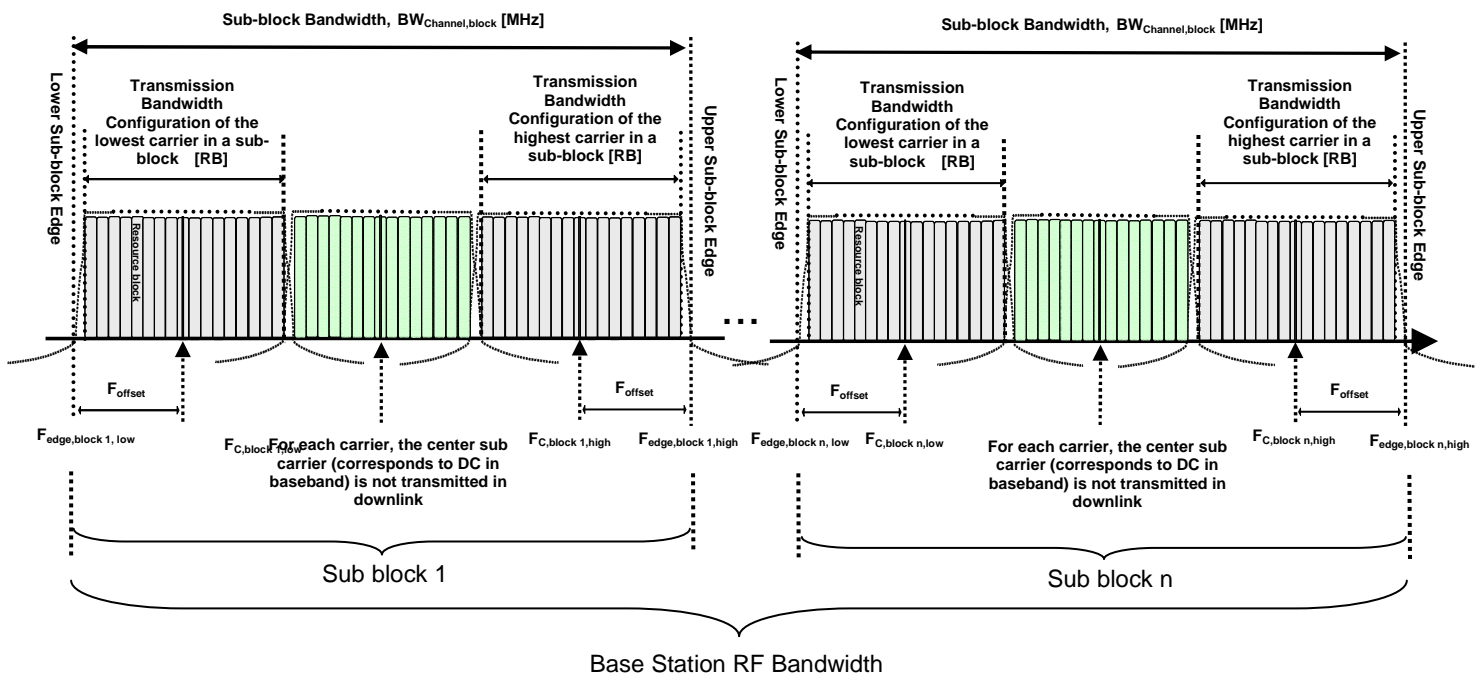 Sub-block Bandwidth, BWChannel,block [MHz]
Sub-block Bandwidth, BWChannel,block [MHz]
Lower Sub-block Edge
Transmission
Bandwidth
Configuration of the
lowest carrier in a sub-
block [RB]
Transmission
Bandwidth
Configuration of the
highest carrier in a
sub-block [RB]
Upper Sub-block Edge
Lower Sub-block Edge
Transmission
Bandwidth
Configuration of the
lowest carrier in a
sub-block [RB]
Transmission
Bandwidth
Configuration of the
highest carrier in a
sub-block [RB]
Upper Sub-block Edge
Resource block
Resource block
...
Foffset
Foffset
Foffset
Foffset
Fedge,block 1, low
FC,block 1,low
FC,block 1,high
Fedge,block 1,high
Fedge,block n, low
FC,block n,low
FC,block n,high
Fedge,block n,high
For each carrier, the center sub
carrier (corresponds to DC in
baseband) is not transmitted in
downlink
For each carrier, the center sub
carrier (corresponds to DC in
baseband) is not transmitted in
downlink
Sub block 1
Sub block n
Base Station RF Bandwidth